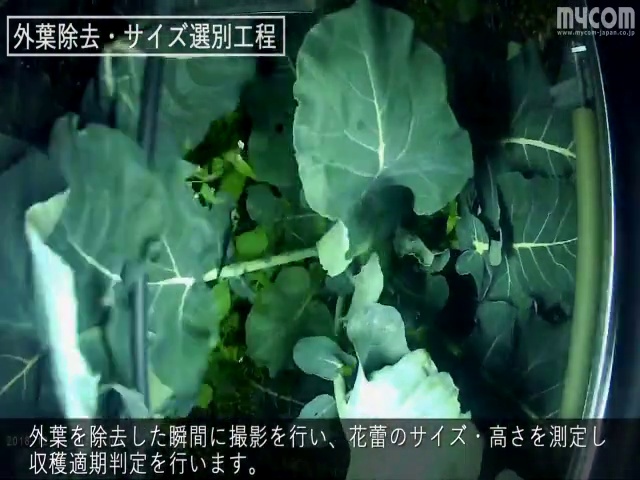 外葉除去・サイズ選別工程
mycom
www.mycom-japan.co.jp
外葉を除去した瞬間に撮影を行い、花蕾のサイズ・高さを測定し
収穫適期判定を行います。